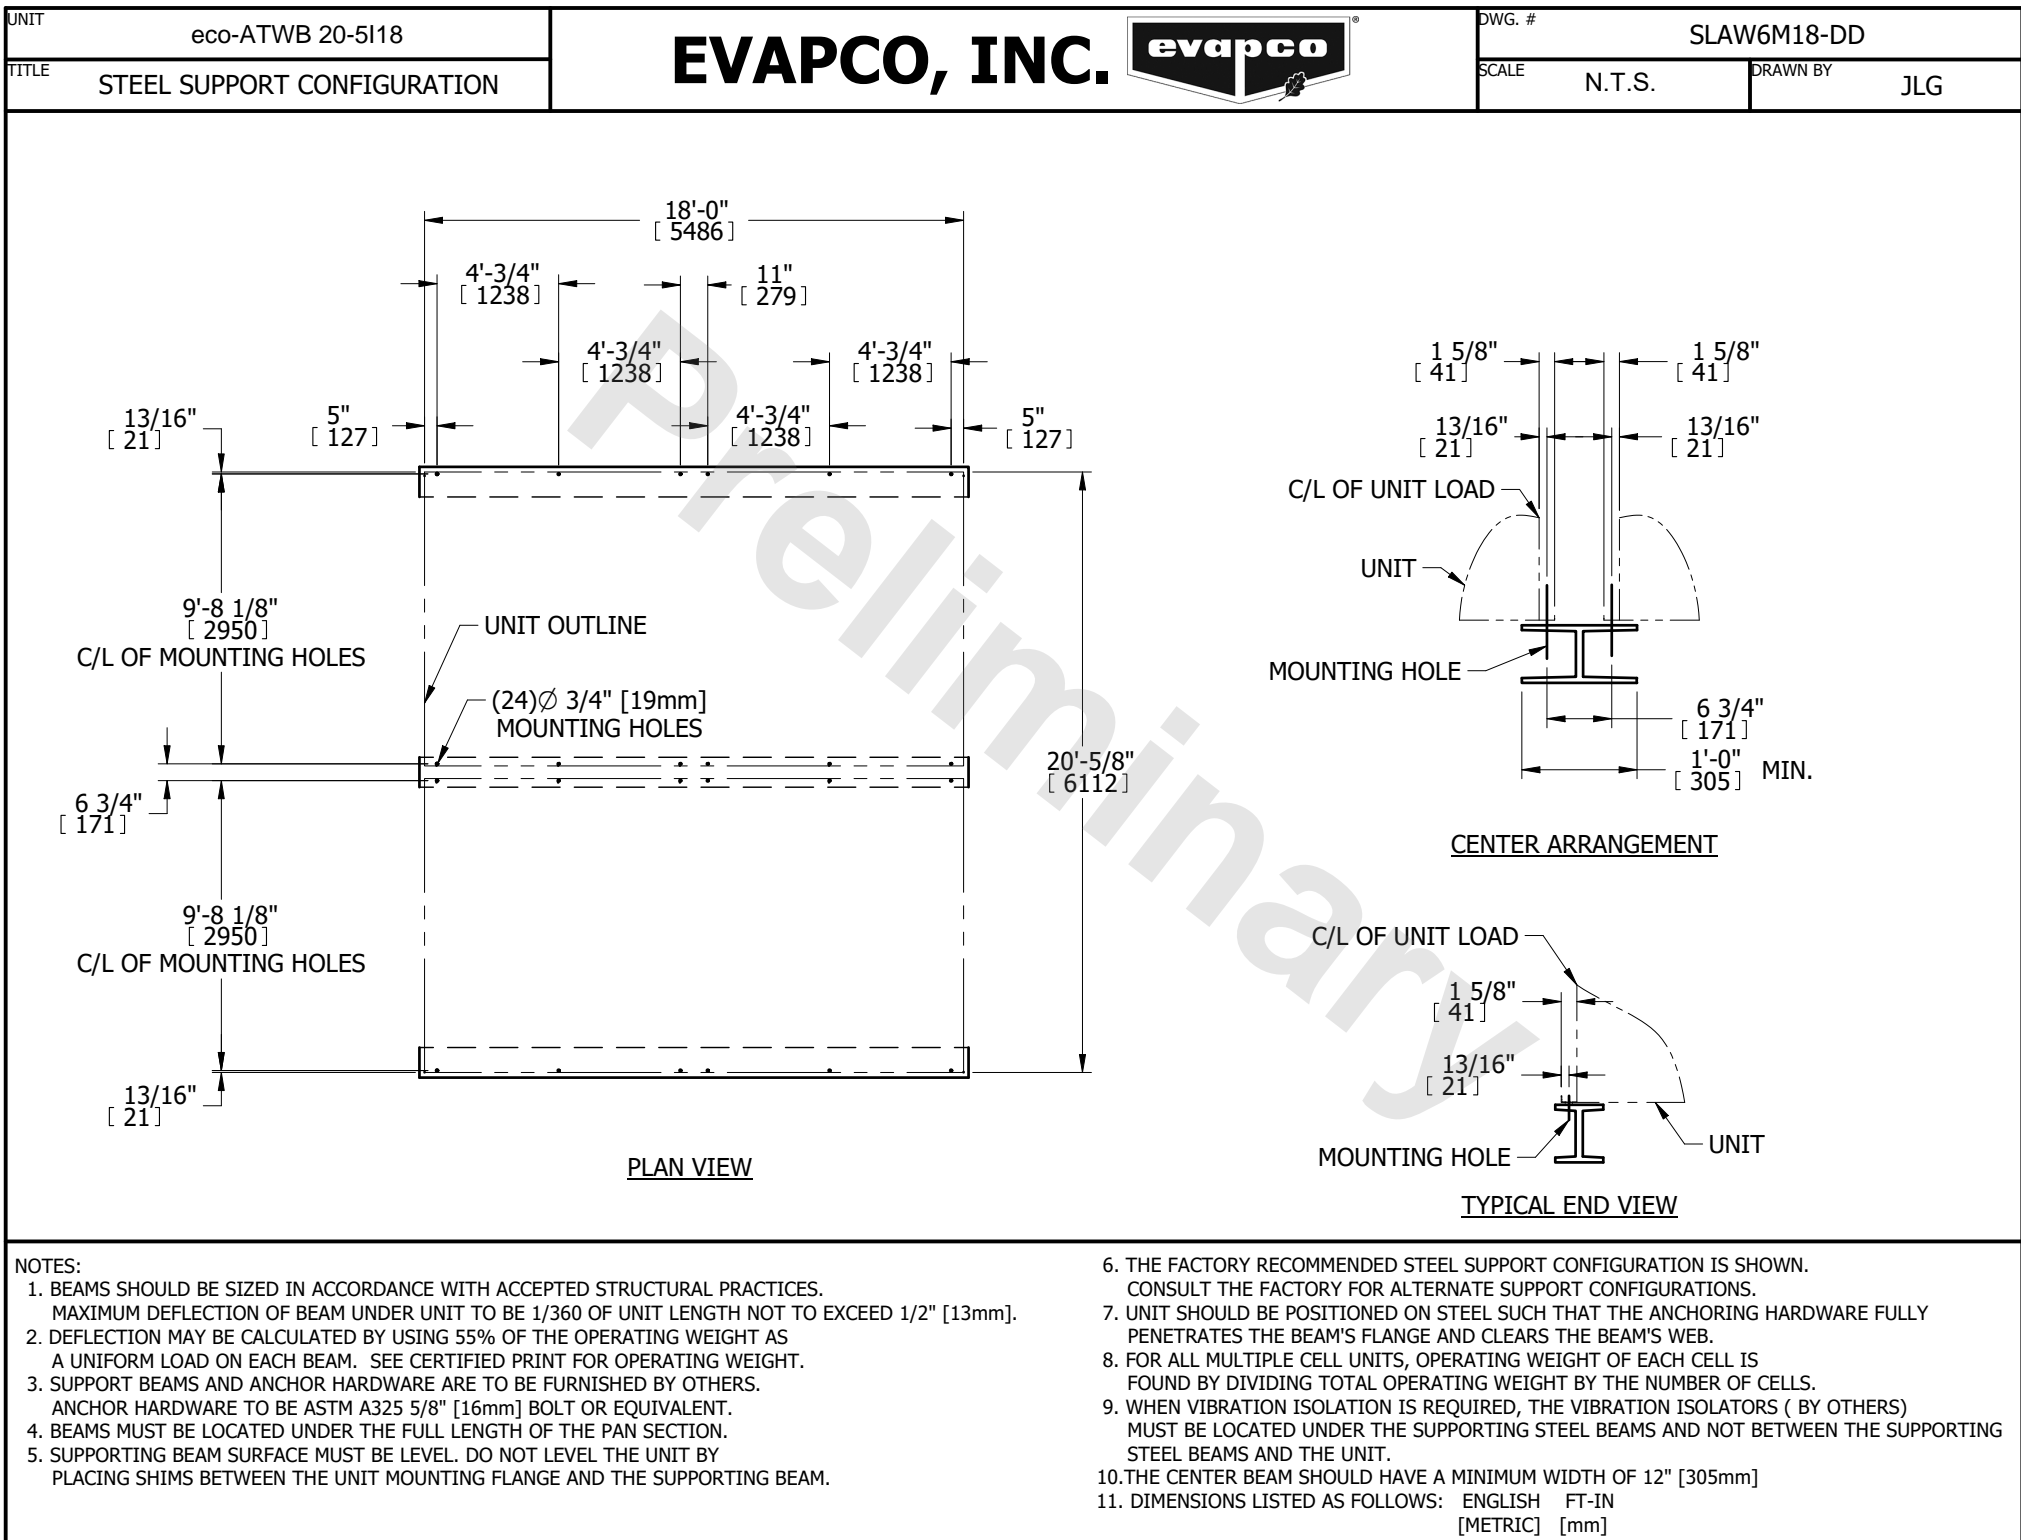 UNIT
eco-ATWB 20-5I18
TITLE
STEEL SUPPORT CONFIGURATION
EVAPCO, INC.
evapco
®
DWG. #
SLAW6M18-DD
SCALE
N.T.S.
DRAWN BY
JLG
18'-0"
[ 5486 ]
4'-3/4"
[ 1238 ]
11"
[ 279 ]
4'-3/4"
[ 1238 ]
4'-3/4"
[ 1238 ]
13/16"
[ 21 ]
5"
[ 127 ]
4'-3/4"
[ 1238 ]
5"
[ 127 ]
9'-8 1/8"
[ 2950 ]
C/L OF MOUNTING HOLES
UNIT OUTLINE
(24)∅ 3/4" [19mm]
MOUNTING HOLES
6 3/4"
[ 171 ]
20'-5/8"
[ 6112 ]
9'-8 1/8"
[ 2950 ]
C/L OF MOUNTING HOLES
13/16"
[ 21 ]
PLAN VIEW
Preliminary
1 5/8"
[ 41 ]
1 5/8"
[ 41 ]
13/16"
[ 21 ]
13/16"
[ 21 ]
C/L OF UNIT LOAD
UNIT
MOUNTING HOLE
6 3/4"
[ 171 ]
1'-0"
[ 305 ]
MIN.
CENTER ARRANGEMENT
C/L OF UNIT LOAD
1 5/8"
[ 41 ]
13/16"
[ 21 ]
MOUNTING HOLE
UNIT
TYPICAL END VIEW
NOTES:
1. BEAMS SHOULD BE SIZED IN ACCORDANCE WITH ACCEPTED STRUCTURAL PRACTICES.
MAXIMUM DEFLECTION OF BEAM UNDER UNIT TO BE 1/360 OF UNIT LENGTH NOT TO EXCEED 1/2" [13mm].
2. DEFLECTION MAY BE CALCULATED BY USING 55% OF THE OPERATING WEIGHT AS
A UNIFORM LOAD ON EACH BEAM. SEE CERTIFIED PRINT FOR OPERATING WEIGHT.
3. SUPPORT BEAMS AND ANCHOR HARDWARE ARE TO BE FURNISHED BY OTHERS.
ANCHOR HARDWARE TO BE ASTM A325 5/8" [16mm] BOLT OR EQUIVALENT.
4. BEAMS MUST BE LOCATED UNDER THE FULL LENGTH OF THE PAN SECTION.
5. SUPPORTING BEAM SURFACE MUST BE LEVEL. DO NOT LEVEL THE UNIT BY
PLACING SHIMS BETWEEN THE UNIT MOUNTING FLANGE AND THE SUPPORTING BEAM.
6. THE FACTORY RECOMMENDED STEEL SUPPORT CONFIGURATION IS SHOWN.
CONSULT THE FACTORY FOR ALTERNATE SUPPORT CONFIGURATIONS.
7. UNIT SHOULD BE POSITIONED ON STEEL SUCH THAT THE ANCHORING HARDWARE FULLY
PENETRATES THE BEAM'S FLANGE AND CLEARS THE BEAM'S WEB.
8. FOR ALL MULTIPLE CELL UNITS, OPERATING WEIGHT OF EACH CELL IS
FOUND BY DIVIDING TOTAL OPERATING WEIGHT BY THE NUMBER OF CELLS.
9. WHEN VIBRATION ISOLATION IS REQUIRED, THE VIBRATION ISOLATORS ( BY OTHERS)
MUST BE LOCATED UNDER THE SUPPORTING STEEL BEAMS AND NOT BETWEEN THE SUPPORTING
STEEL BEAMS AND THE UNIT.
10.THE CENTER BEAM SHOULD HAVE A MINIMUM WIDTH OF 12" [305mm]
11. DIMENSIONS LISTED AS FOLLOWS: ENGLISH FT-IN
[METRIC] [mm]